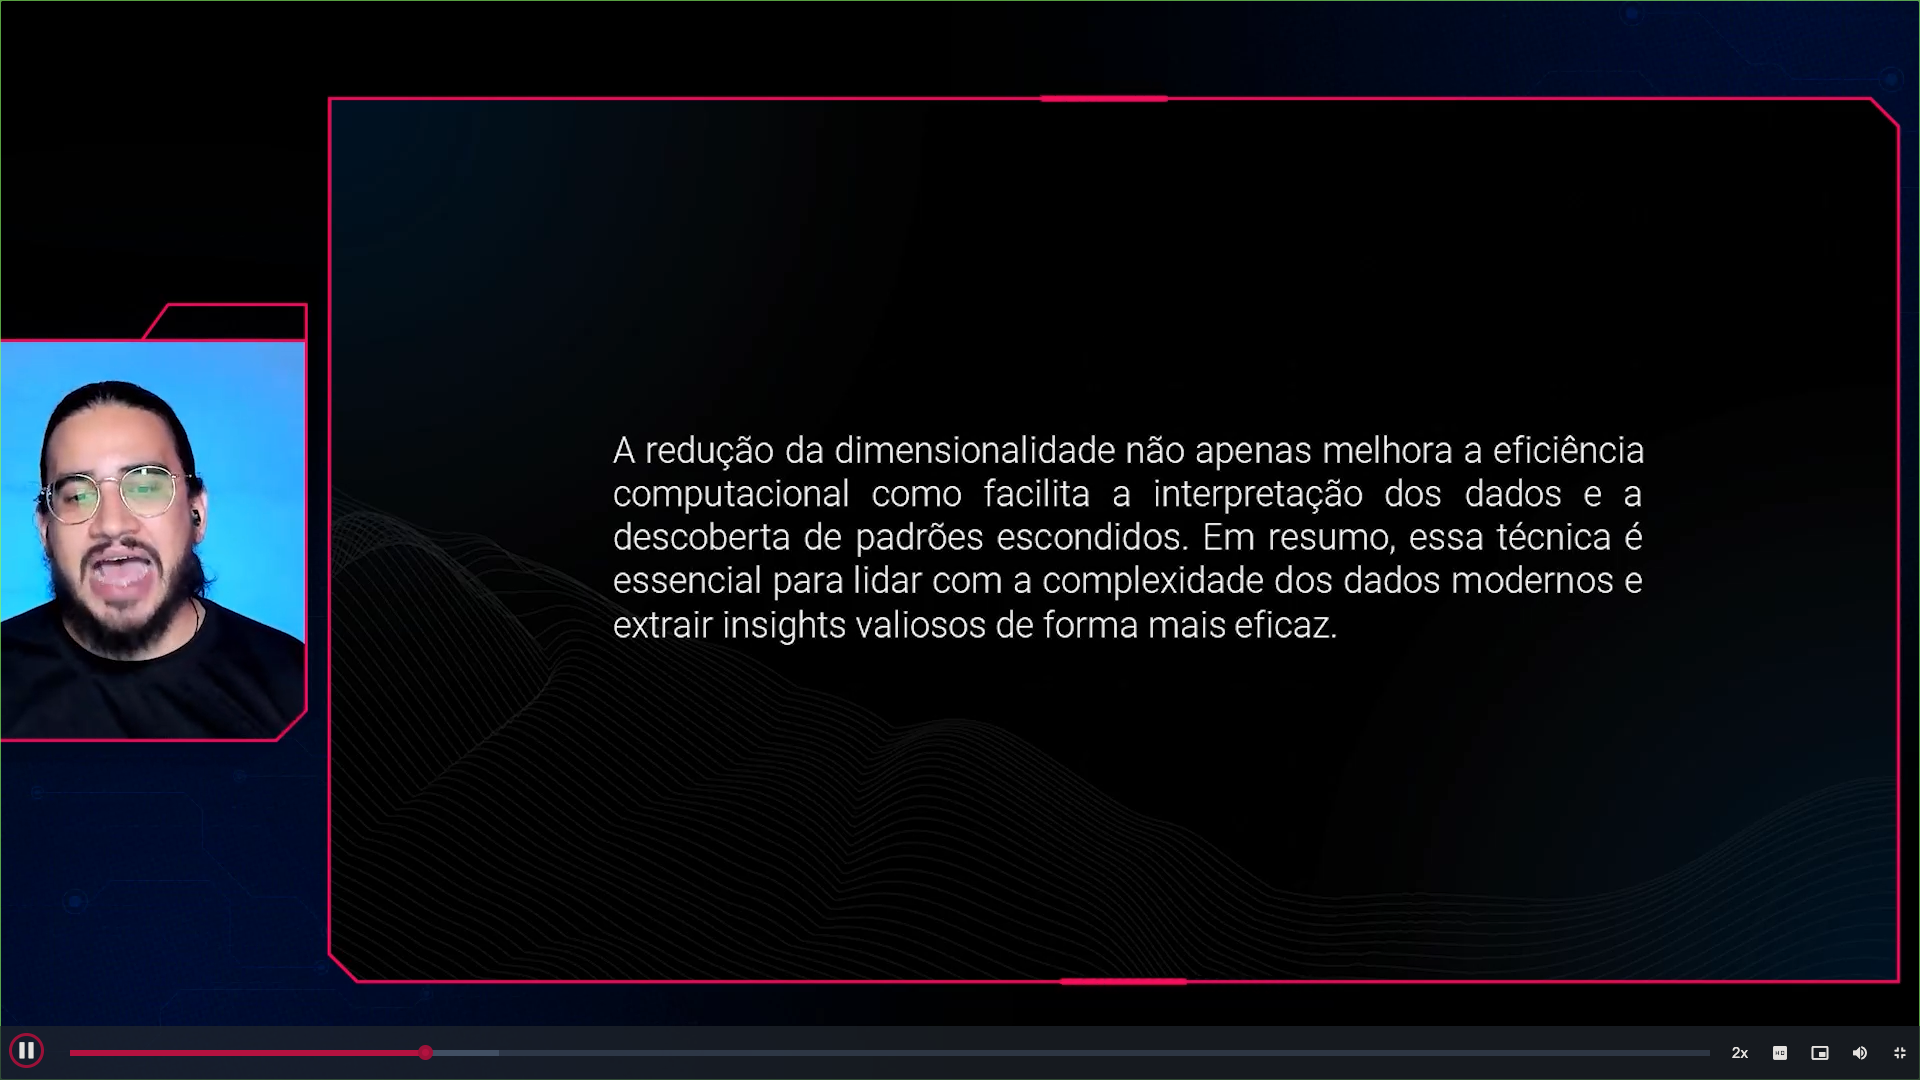 A redução da dimensionalidade não apenas melhora a eficiência
computacional como facilita a interpretação dos dados e a
descoberta de padrões escondidos. Em resumo, essa técnica é
essencial para lidar com a complexidade dos dados modernos e
extrair insights valiosos de forma mais eficaz.
2x
HD